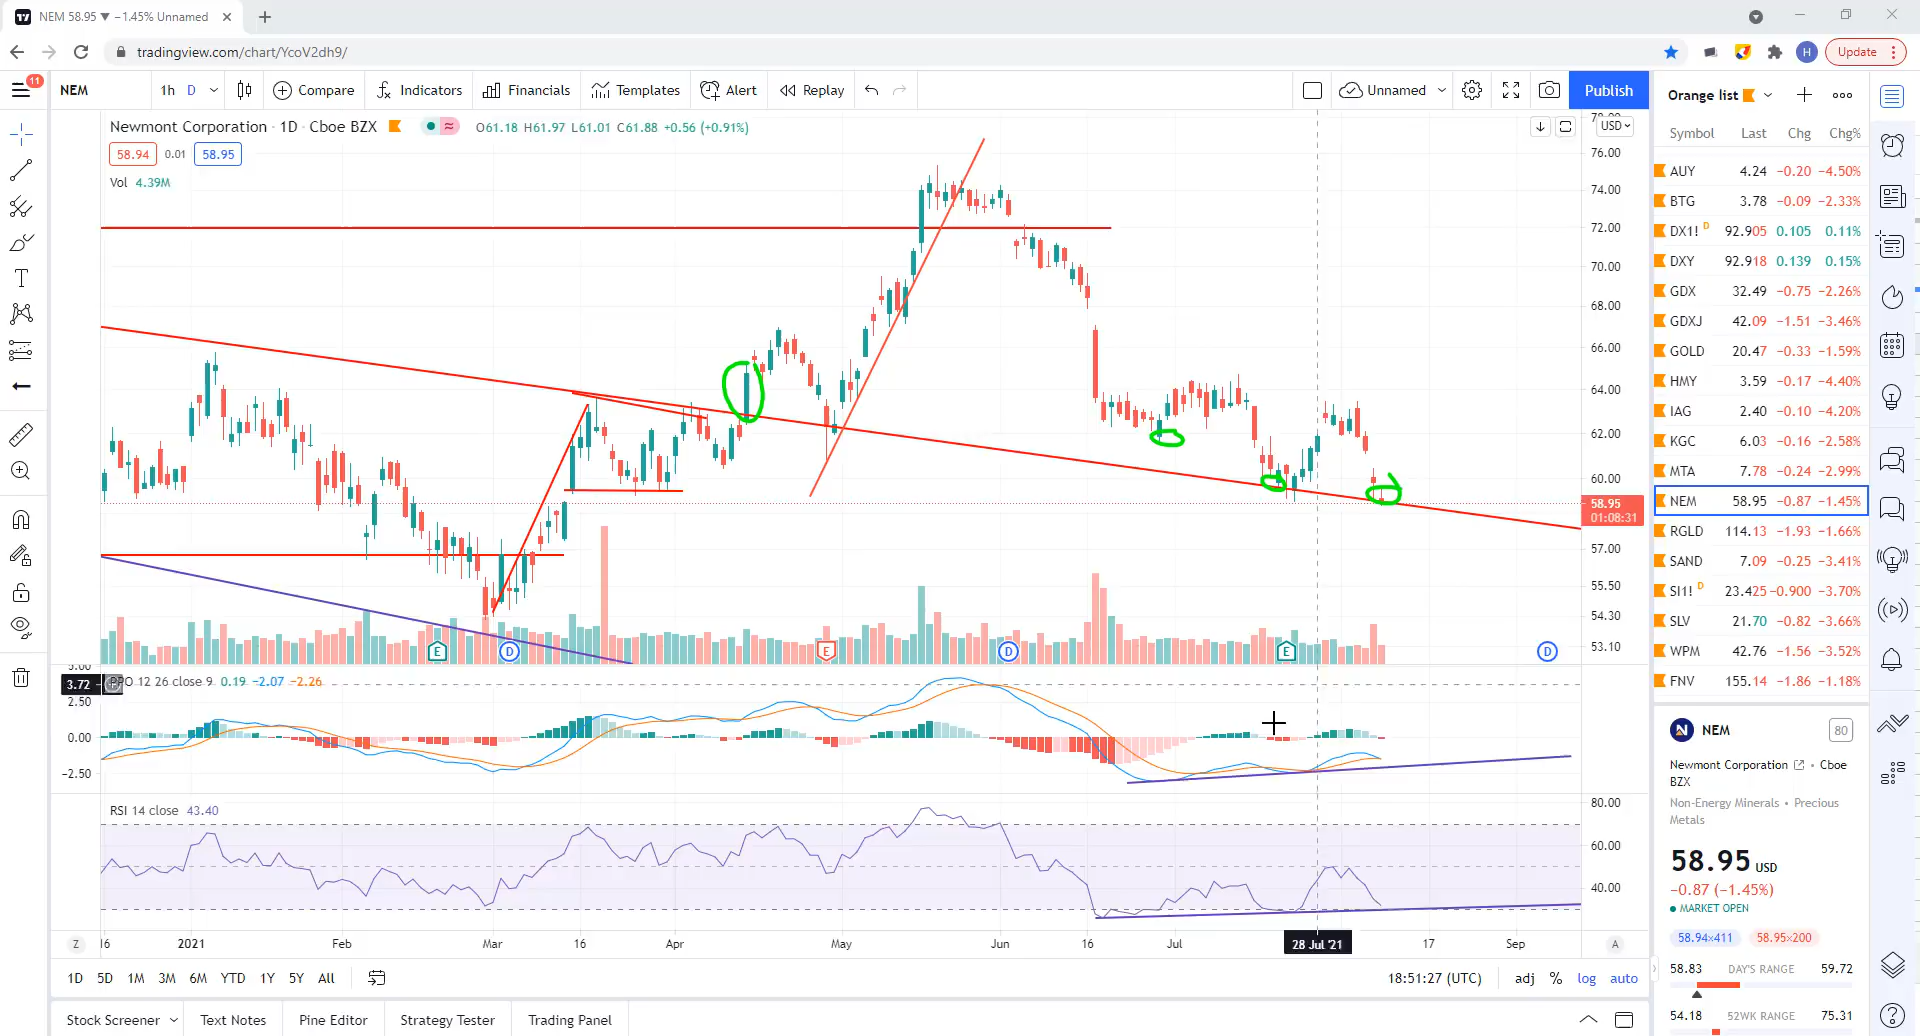 NEM 58.95 ▼ −1.45% Unnamed
tradingview.com/chart/YcoV2dh9/
H
Update
11
NEM
1h D
Compare
Indicators
Financials
Templates
Alert
Replay
Unnamed
Publish
Newmont Corporation · 1D · Cboe BZX
O61.18 H61.97 L61.01 C61.88 +0.56 (+0.91%)
58.94 0.01 58.95
Vol 4.39M
USD
78.00
76.00
74.00
72.00
70.00
68.00
66.00
64.00
62.00
60.00
58.95
01:08:31
57.00
55.50
54.30
53.10
E D E D E D
5.00
3.72
PPO 12 26 close 9 0.19 −2.07 −2.26
2.50
0.00
−2.50
RSI 14 close 43.40
80.00
60.00
40.00
Z 16 2021 Feb Mar 16 Apr May Jun 16 Jul 28 Jul '21 17 Sep A
1D 5D 1M 3M 6M YTD 1Y 5Y All
18:51:27 (UTC) adj % log auto
Stock Screener Text Notes Pine Editor Strategy Tester Trading Panel
Orange list
Symbol Last Chg Chg%
AUY 4.24 −0.20 −4.50%
BTG 3.78 −0.09 −2.33%
DX1! D 92.905 0.105 0.11%
DXY 92.918 0.139 0.15%
GDX 32.49 −0.75 −2.26%
GDXJ 42.09 −1.51 −3.46%
GOLD 20.47 −0.33 −1.59%
HMY 3.59 −0.17 −4.40%
IAG 2.40 −0.10 −4.20%
KGC 6.03 −0.16 −2.58%
MTA 7.78 −0.24 −2.99%
NEM 58.95 −0.87 −1.45%
RGLD 114.13 −1.93 −1.66%
SAND 7.09 −0.25 −3.41%
SI1! D 23.425 −0.900 −3.70%
SLV 21.70 −0.82 −3.66%
WPM 42.76 −1.56 −3.52%
FNV 155.14 −1.86 −1.18%
NEM 80
Newmont Corporation • Cboe
BZX
Non-Energy Minerals • Precious
Metals
58.95 USD
−0.87 (−1.45%)
MARKET OPEN
58.94×411 58.95×200
58.83 DAY'S RANGE 59.72
54.18 52WK RANGE 75.31